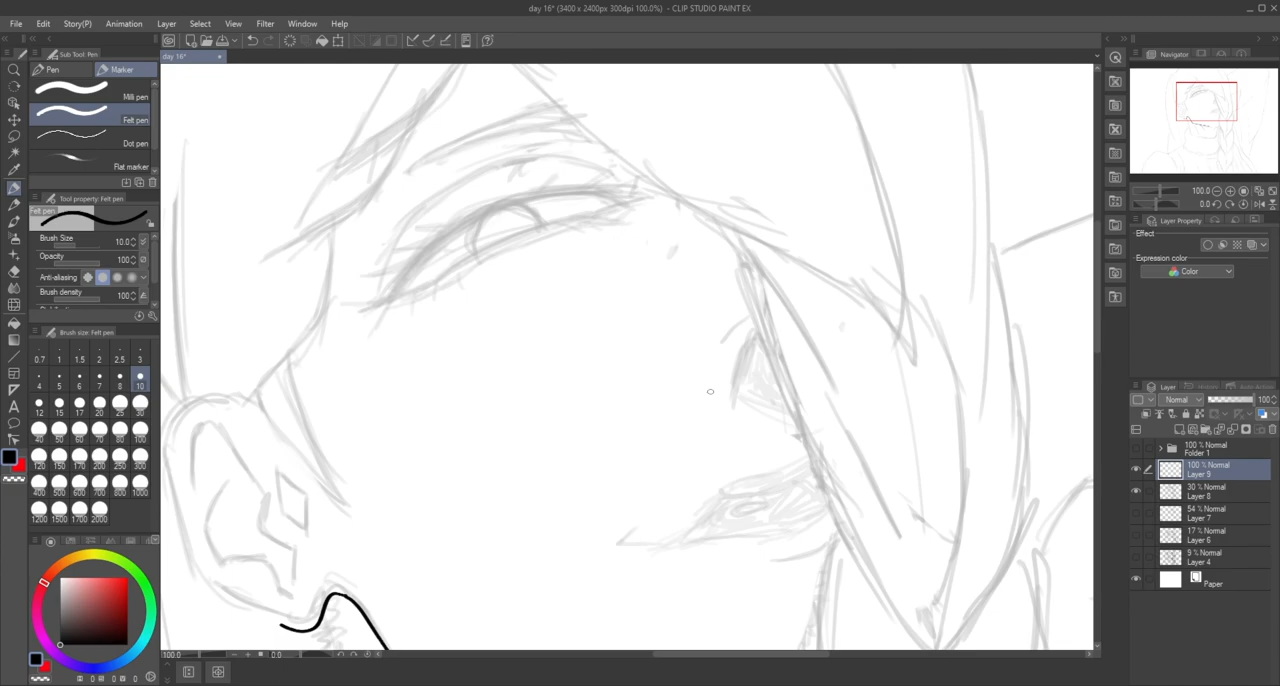 day 16* (3400 x 2400px 300dpi 100.0%) - CLIP STUDIO PAINT EX
File Edit Story(P) Animation Layer Select View Filter Window Help
Sub Tool: Pen
day 16*
Navigator
Pen Marker
Milli pen
Felt pen
Dot pen
Flat marker
Tool property: Felt pen
Felt pen
Brush Size 10.0
Opacity 100
Anti-aliasing
Brush density 100
Brush size: Felt pen
0.7 1 1.5 2 2.5 3
4 5 6 7 8 10
12 15 17 20 25 30
40 50 60 70 80 100
120 150 170 200 250 300
400 500 600 700 800 1000
1200 1500 1700 2000
0 0 0
100.0 0.0
100.0
0.0
Layer Property
Effect
Expression color
Color
Layer History Auto Action
Normal 100
100 % Normal
Folder 1
100 % Normal
Layer 9
30 % Normal
Layer 8
54 % Normal
Layer 7
17 % Normal
Layer 6
9 % Normal
Layer 4
Paper